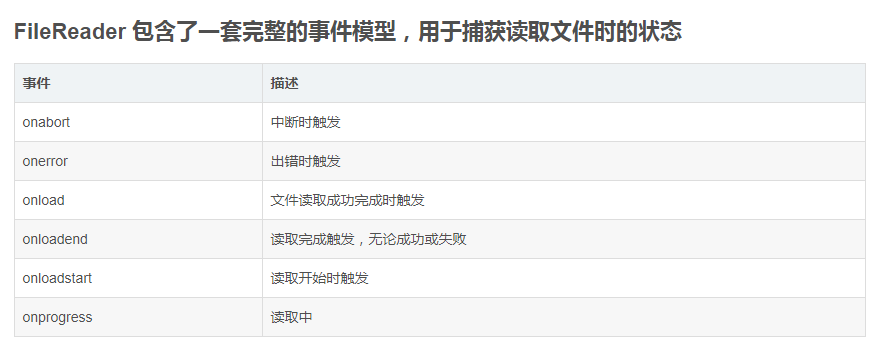 FileReader 包含了一套完整的事件模型，用于捕获读取文件时的状态
事件 描述
onabort 中断时触发
onerror 出错时触发
onload 文件读取成功完成时触发
onloadend 读取完成触发，无论成功或失败
onloadstart 读取开始时触发
onprogress 读取中